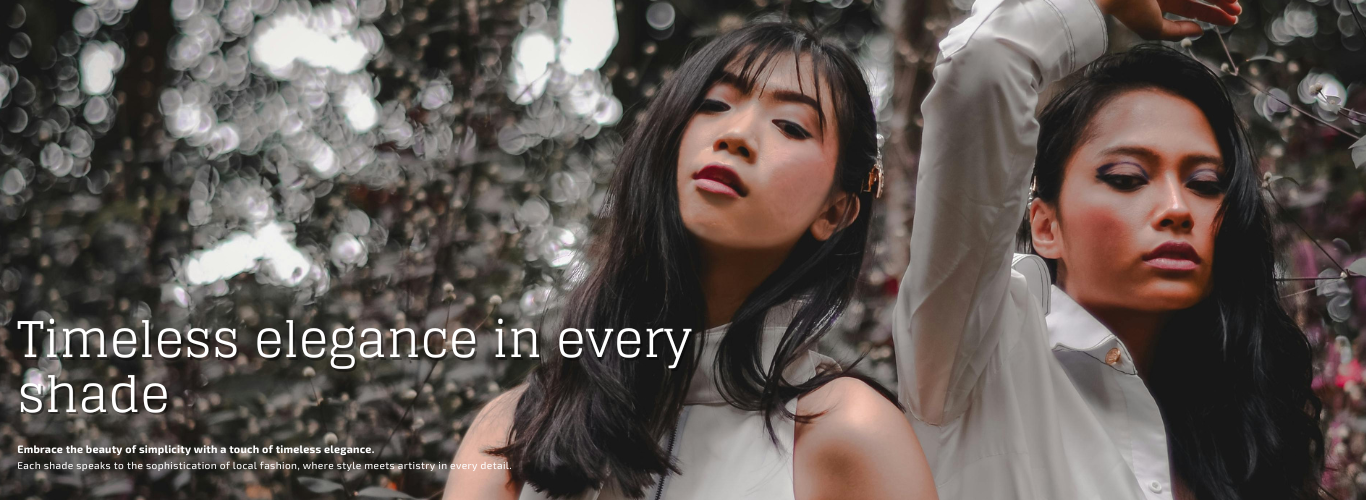 Timeless elegance in every
shade
Embrace the beauty of simplicity with a touch of timeless elegance.
Each shade speaks to the sophistication of local fashion, where style meets artistry in every detail.